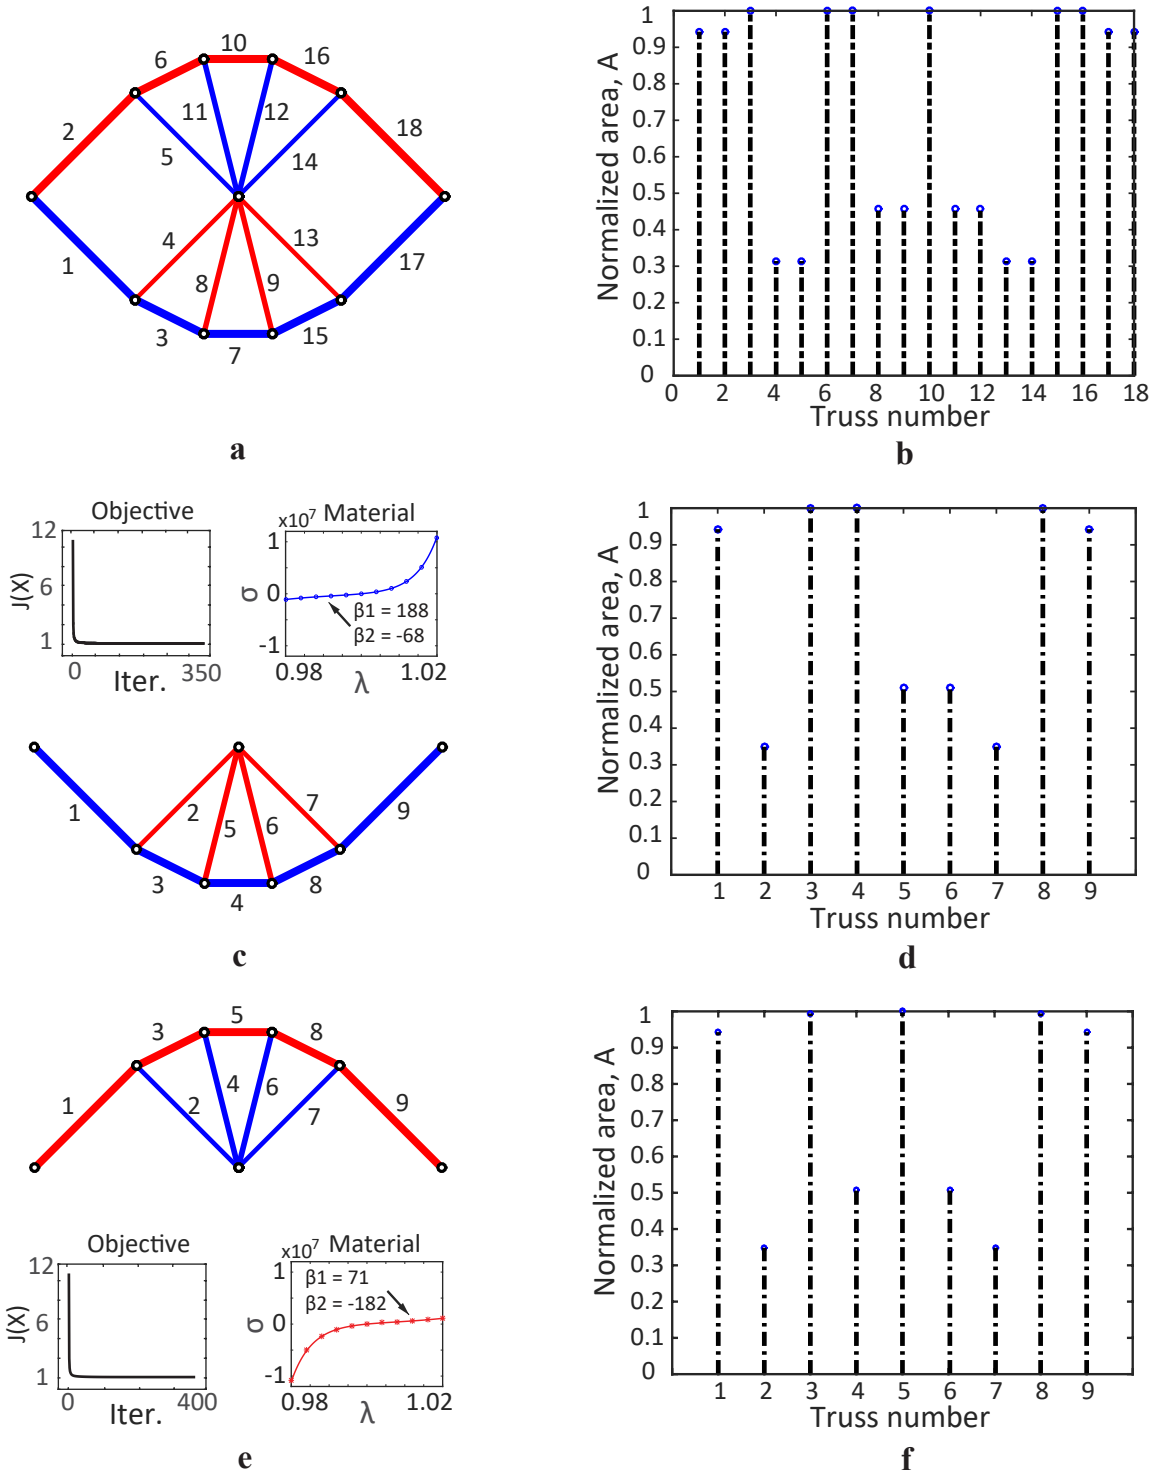 10
6
16
2
11
12
18
5
14
4
13
1
8
9
17
3
7
15
a
1
0.9
0.8
0.7
0.6
0.5
0.4
0.3
0.2
0.1
0
0 2 4 6 8 10 12 14 16 18
Normalized area, A
Truss number
b
Objective
12
6
1
J(X)
0 350
Iter.
x10⁷ Material
1
0
-1
σ
β1 = 188
β2 = -68
0.98 1.02
λ
1
2
7
9
5
6
3
8
4
c
1
0.9
0.8
0.7
0.6
0.5
0.4
0.3
0.2
0.1
0
1 2 3 4 5 6 7 8 9
Normalized area, A
Truss number
d
5
3
8
1
4
6
9
2
7
Objective
12
6
1
J(X)
0 400
Iter.
x10⁷ Material
1
0
-1
σ
β1 = 71
β2 = -182
0.98 1.02
λ
e
1
0.9
0.8
0.7
0.6
0.5
0.4
0.3
0.2
0.1
0
1 2 3 4 5 6 7 8 9
Normalized area, A
Truss number
f